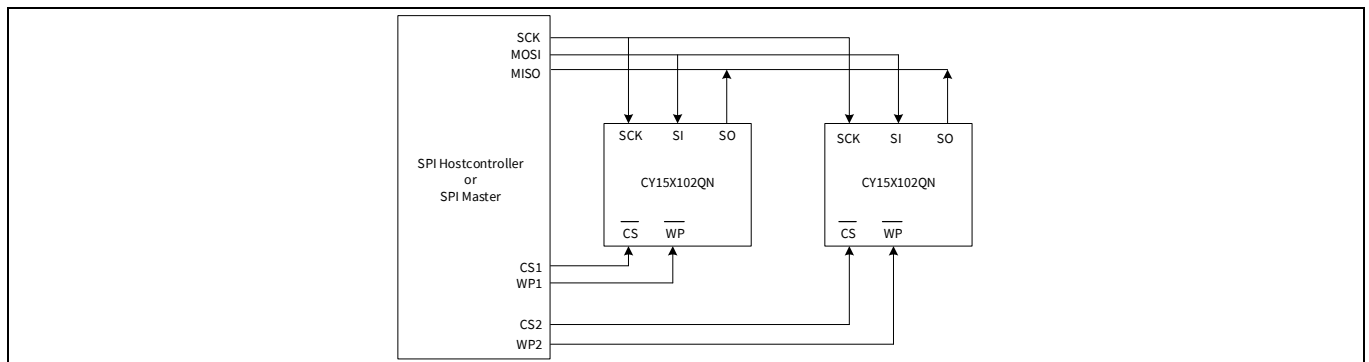 SCK
MOSI
MISO
SCK SI SO
SCK SI SO
SPI Hostcontroller
or
SPI Master
CY15X102QN
CY15X102QN
CS WP
CS WP
CS1
WP1
CS2
WP2